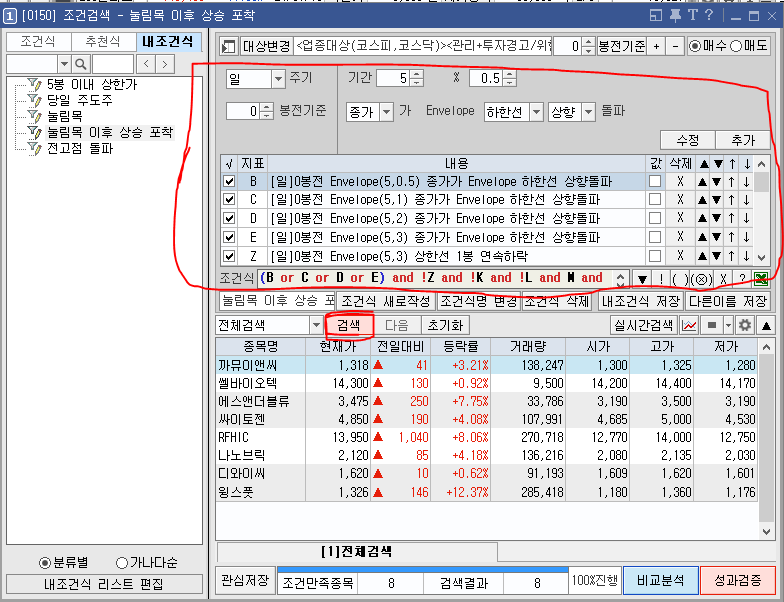 1 [0150] 조건검색 - 눌림목 이후 상승 포착 T ?
조건식 추천식 내조건식
5봉 이내 상한가
당일 주도주
눌림목
눌림목 이후 상승 포착
전고점 돌파
분류별 가나다순
내조건식 리스트 편집
대상변경 <업종대상(코스피,코스닥)><관리+투자경고/위험 0 봉전기준 + - 매수 매도
일 주기 기간 5 % 0.5
0 봉전기준 종가 가 Envelope 하한선 상향 돌파
수정 추가
√ 지표 내용 값 삭제 ▲ ▼ ↑ ↓
B [일]0봉전 Envelope(5,0.5) 종가가 Envelope 하한선 상향돌파 X ▲ ▼ ↑ ↓
C [일]0봉전 Envelope(5,1) 종가가 Envelope 하한선 상향돌파 X ▲ ▼ ↑ ↓
D [일]0봉전 Envelope(5,2) 종가가 Envelope 하한선 상향돌파 X ▲ ▼ ↑ ↓
E [일]0봉전 Envelope(5,3) 종가가 Envelope 하한선 상향돌파 X ▲ ▼ ↑ ↓
Z [일]0봉전 Envelope(5,3) 상한선 1봉 연속하락 X ▲ ▼ ↑ ↓
조건식 (B or C or D or E) and !Z and !K and !L and M and ▼ ! ( ) (ⓧ) X ?
눌림목 이후 상승 포 조건식 새로작성 조건식명 변경 조건식 삭제 내조건식 저장 다른이름 저장
전체검색 검색 다음 초기화 실시간검색 ▲
종목명 현재가 전일대비 등락률 거래량 시가 고가 저가
까뮤이앤씨 1,318 ▲ 41 +3.21% 138,247 1,300 1,325 1,280
쎌바이오텍 14,300 ▲ 130 +0.92% 9,500 14,200 14,400 14,170
에스앤더블류 3,475 ▲ 250 +7.75% 33,786 3,190 3,500 3,190
싸이토젠 4,850 ▲ 190 +4.08% 107,991 4,685 5,000 4,530
RFHIC 13,950 ▲ 1,040 +8.06% 270,718 12,770 14,000 12,750
나노브릭 2,120 ▲ 85 +4.18% 136,216 2,080 2,135 2,030
디와이씨 1,620 ▲ 10 +0.62% 91,193 1,609 1,620 1,601
윙스풋 1,326 ▲ 146 +12.37% 285,418 1,180 1,360 1,176
[1]전체검색
관심저장 조건만족종목 8 검색결과 8 100%진행 비교분석 성과검증